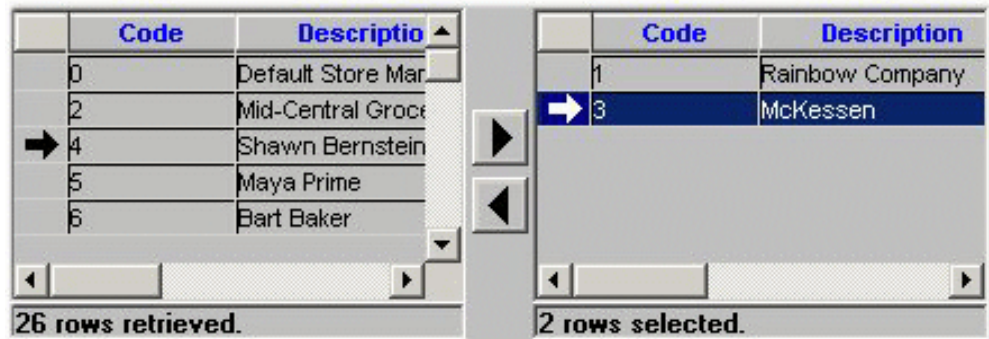 Code Descriptio
0 Default Store Mar
2 Mid-Central Groce
4 Shawn Bernstein
5 Maya Prime
6 Bart Baker
26 rows retrieved.
Code Description
1 Rainbow Company
3 McKessen
2 rows selected.